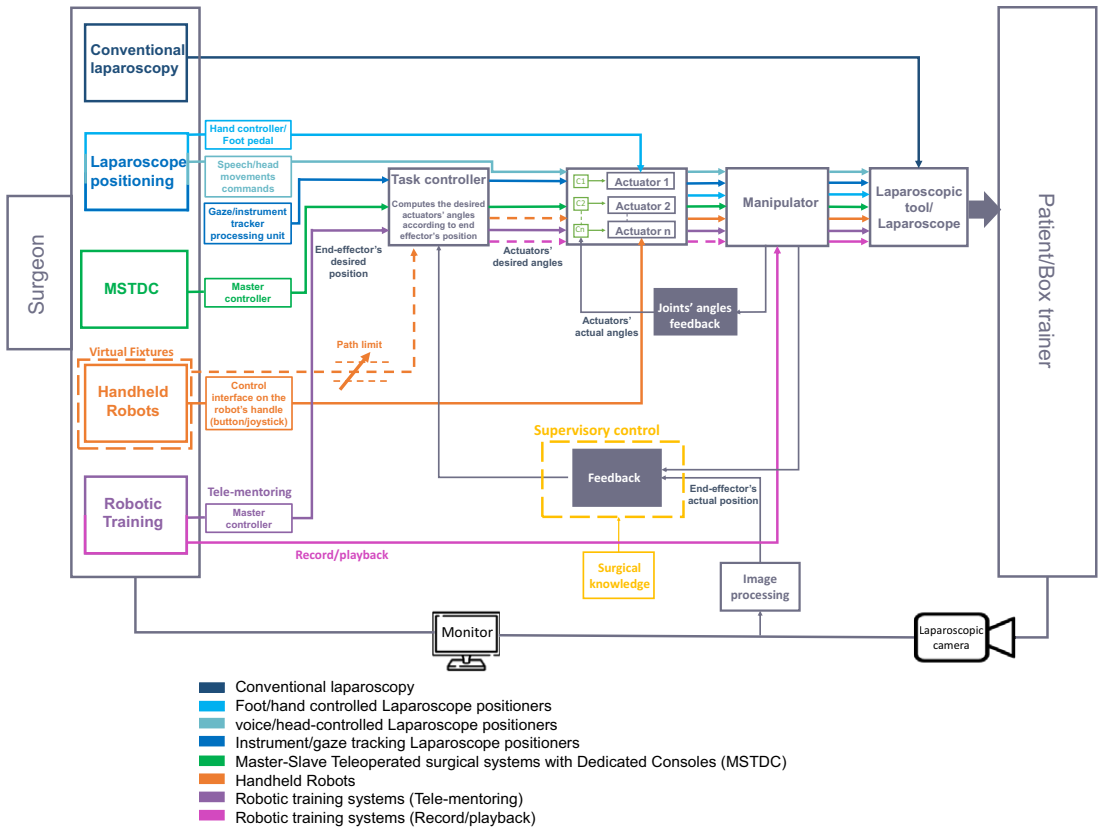 Surgeon
Conventional
laparoscopy
Laparoscope
positioning
Hand controller/
Foot pedal
Speech/head
movements
commands
Gaze/instrument
tracker
processing unit
MSTDC
Master
controller
Virtual Fixtures
Handheld
Robots
Control
interface on the
robot's handle
(button/joystick)
Path limit
Robotic
Training
Tele-mentoring
Master
controller
Record/playback
Task controller
Computes the desired
actuators' angles
according to end
effector's position
End-effector's
desired
position
Actuators'
desired angles
C1
Actuator 1
C2
Actuator 2
Cn
Actuator n
Manipulator
Laparoscopic
tool/
Laparoscope
Patient/Box trainer
Joints' angles
feedback
Actuators'
actual angles
Supervisory control
Feedback
End-effector's
actual position
Surgical
knowledge
Image
processing
Monitor
Laparoscopic
camera
Conventional laparoscopy
Foot/hand controlled Laparoscope positioners
voice/head-controlled Laparoscope positioners
Instrument/gaze tracking Laparoscope positioners
Master-Slave Teleoperated surgical systems with Dedicated Consoles (MSTDC)
Handheld Robots
Robotic training systems (Tele-mentoring)
Robotic training systems (Record/playback)